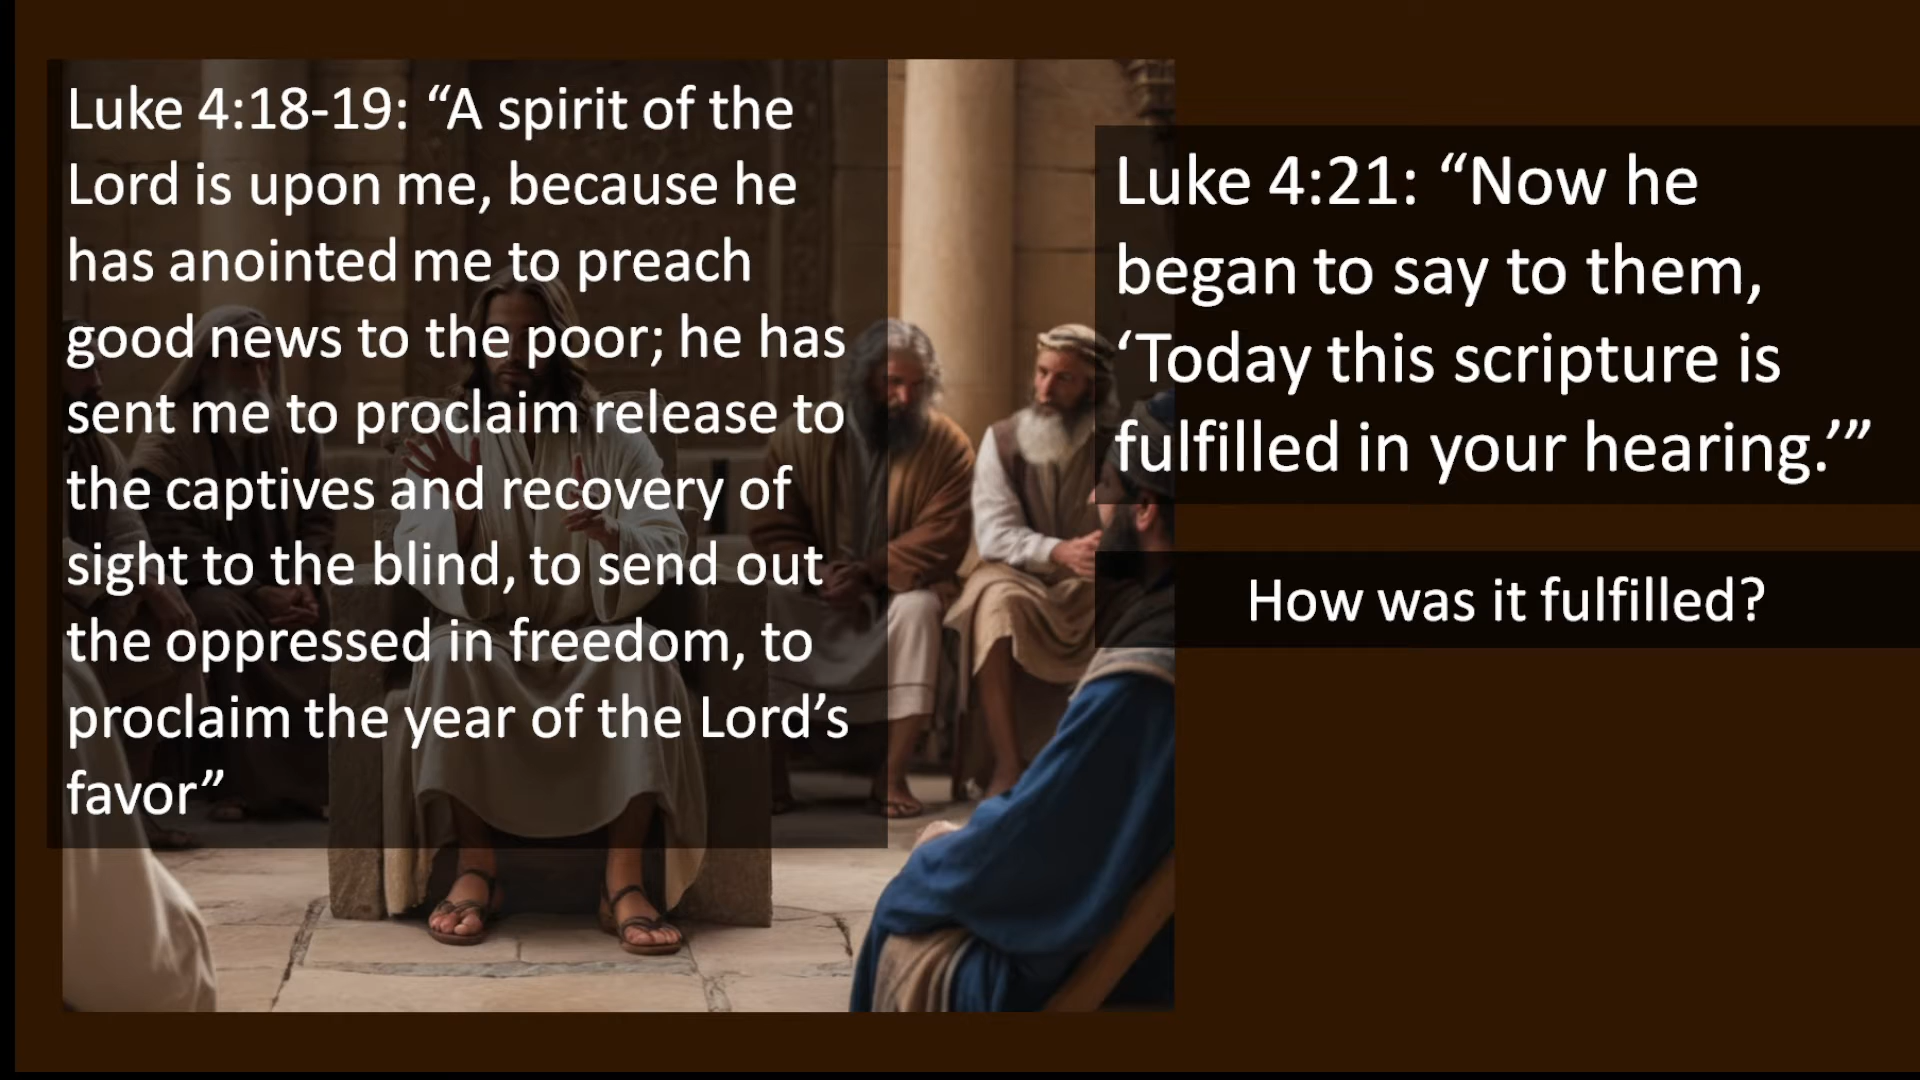 Luke 4:18-19: “A spirit of the
Lord is upon me, because he
has anointed me to preach
good news to the poor; he has
sent me to proclaim release to
the captives and recovery of
sight to the blind, to send out
the oppressed in freedom, to
proclaim the year of the Lord’s
favor”
Luke 4:21: “Now he
began to say to them,
‘Today this scripture is
fulfilled in your hearing.’”
How was it fulfilled?